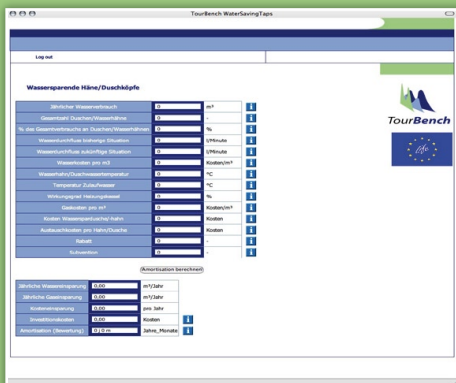 TourBench WaterSavingTaps
Log out
Wassersparende Häne/Duschköpfe
Jährlicher Wasserverbrauch 0 m³ i
Gesamtzahl Duschen/Wasserhähne 0 - i
% das Gesamtverbrauchs an Duschen/Wasserhähnen 0 % i
Wasserdurchfluss bisherige Situation 0 l/Minute i
Wasserdurchfluss zukünftige Situation 0 l/Minute i
Wasserkosten pro m3 0 Kosten/m³ i
Wasserhahn/Duschwassertemperatur 0 °C i
Temperatur Zulaufwasser 0 °C i
Wirkungsgrad Heizungskessel 0 % i
Gaskosten pro m³ 0 Kosten/m³ i
Kosten Wasserspardusche/-hahn 0 Kosten i
Austauschkosten pro Hahn/Dusche 0 Kosten i
Rabatt 0 - i
Subvention 0 - i
Amortisation berechnen
Jährliche Wassereinsparung 0,00 m³/Jahr
Jährliche Gaseinsparung 0,00 m³/Jahr
Kosteneinsparung 0,00 pro Jahr
Investitionskosten 0,00 Kosten i
Amortisation (Bewertung) 0 J 0 m Jahre_Monate i
TourBench
life